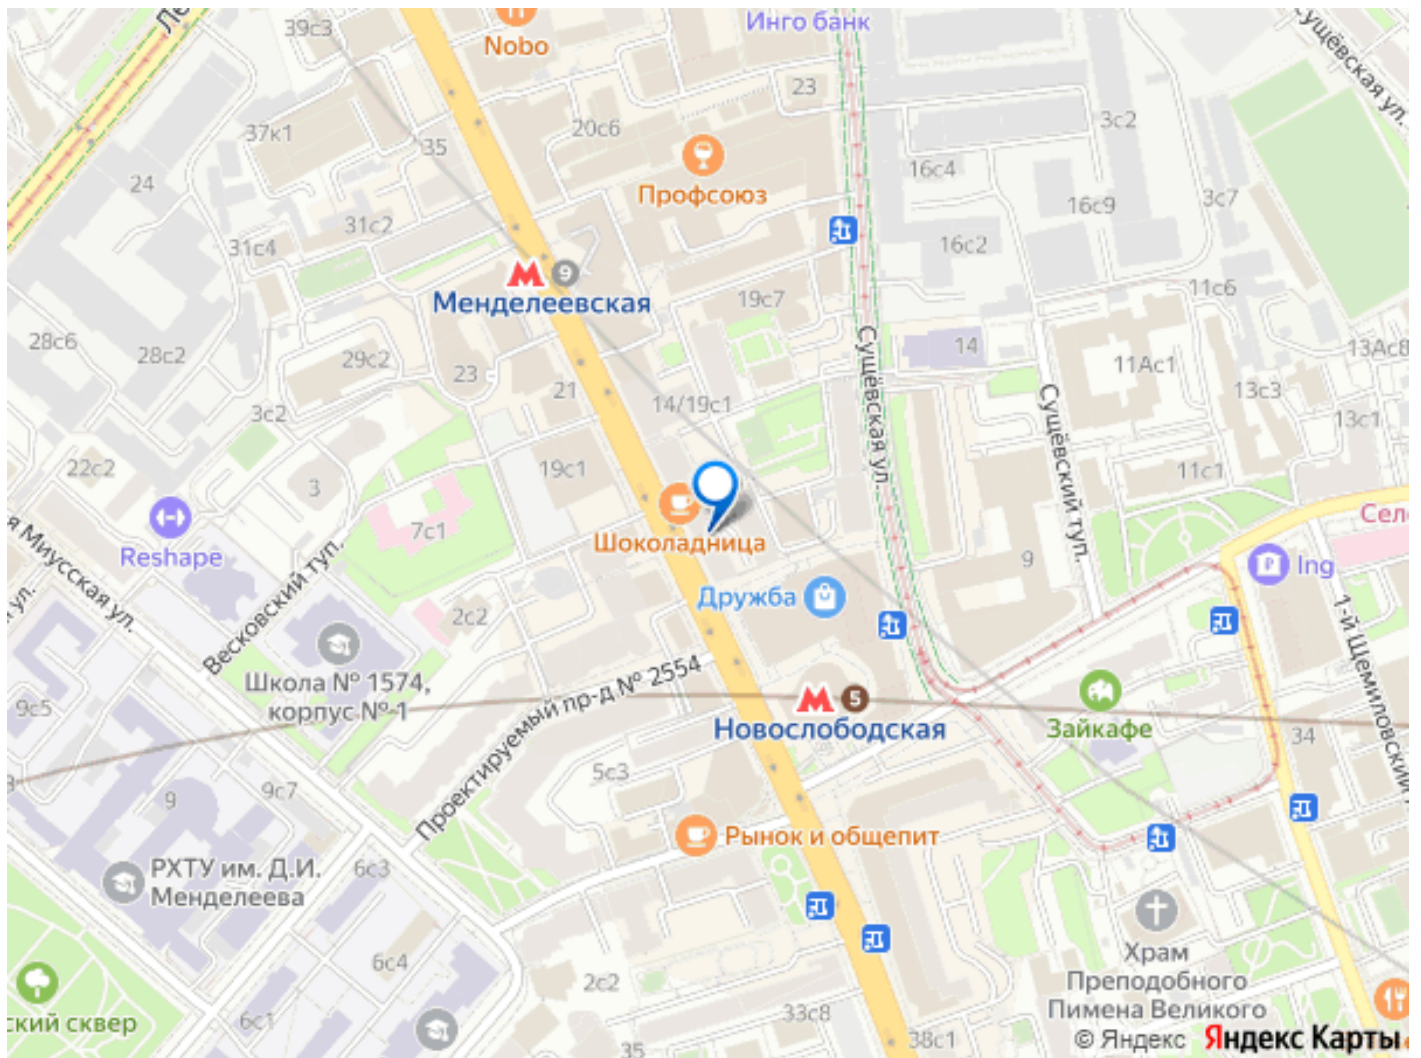 Ле
39с3
Nobo
Инго банк
Сущёвская ул.
23
37к1
35
20с6
3с2
24
Профсоюз
16с4
3с7
16с9
31с2
31с4
16с2
9
Менделеевская
19с7
11с6
28с6
28с2
29с2
23
21
14
11Ас1
13Ас8
13с3
13с1
3с2
14/19с1
Сущёвская ул.
Сущёвский туп.
22с2
3
19с1
11с1
Reshape
7с1
Шоколадница
Сел
я Миусская ул.
ул.
Весковский туп.
2с2
Дружба
9
Ing
1-й Щемиловский
Школа № 1574,
корпус № 1
Проектируемый пр-д № 2554
5
Новослободская
Зайкафе
34
9с5
9
9с7
5с3
Рынок и общепит
РХТУ им. Д.И.
Менделеева
6с3
6с4
2с2
Храм
Преподобного
Пимена Великого
ский сквер
6с1
33с8
35
38с1
© Яндекс Яндекс Карты